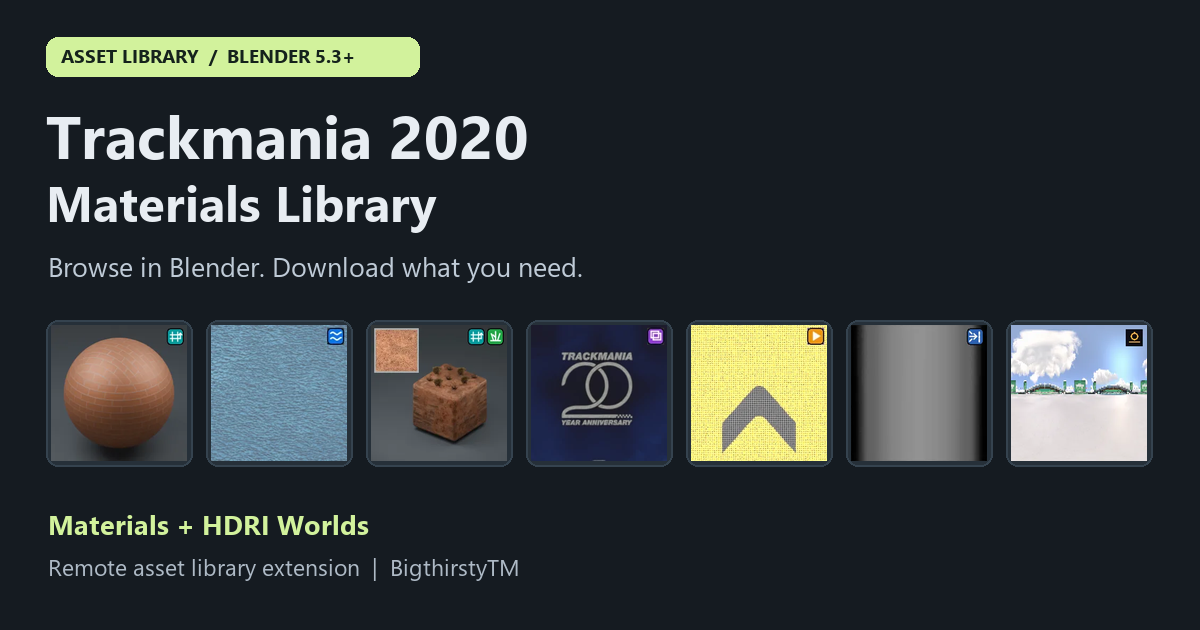 ASSET LIBRARY / BLENDER 5.3+
Trackmania 2020
Materials Library
Browse in Blender. Download what you need.
TRACKMANIA
20
YEAR ANNIVERSARY
Materials + HDRI Worlds
Remote asset library extension | BigthirstyTM